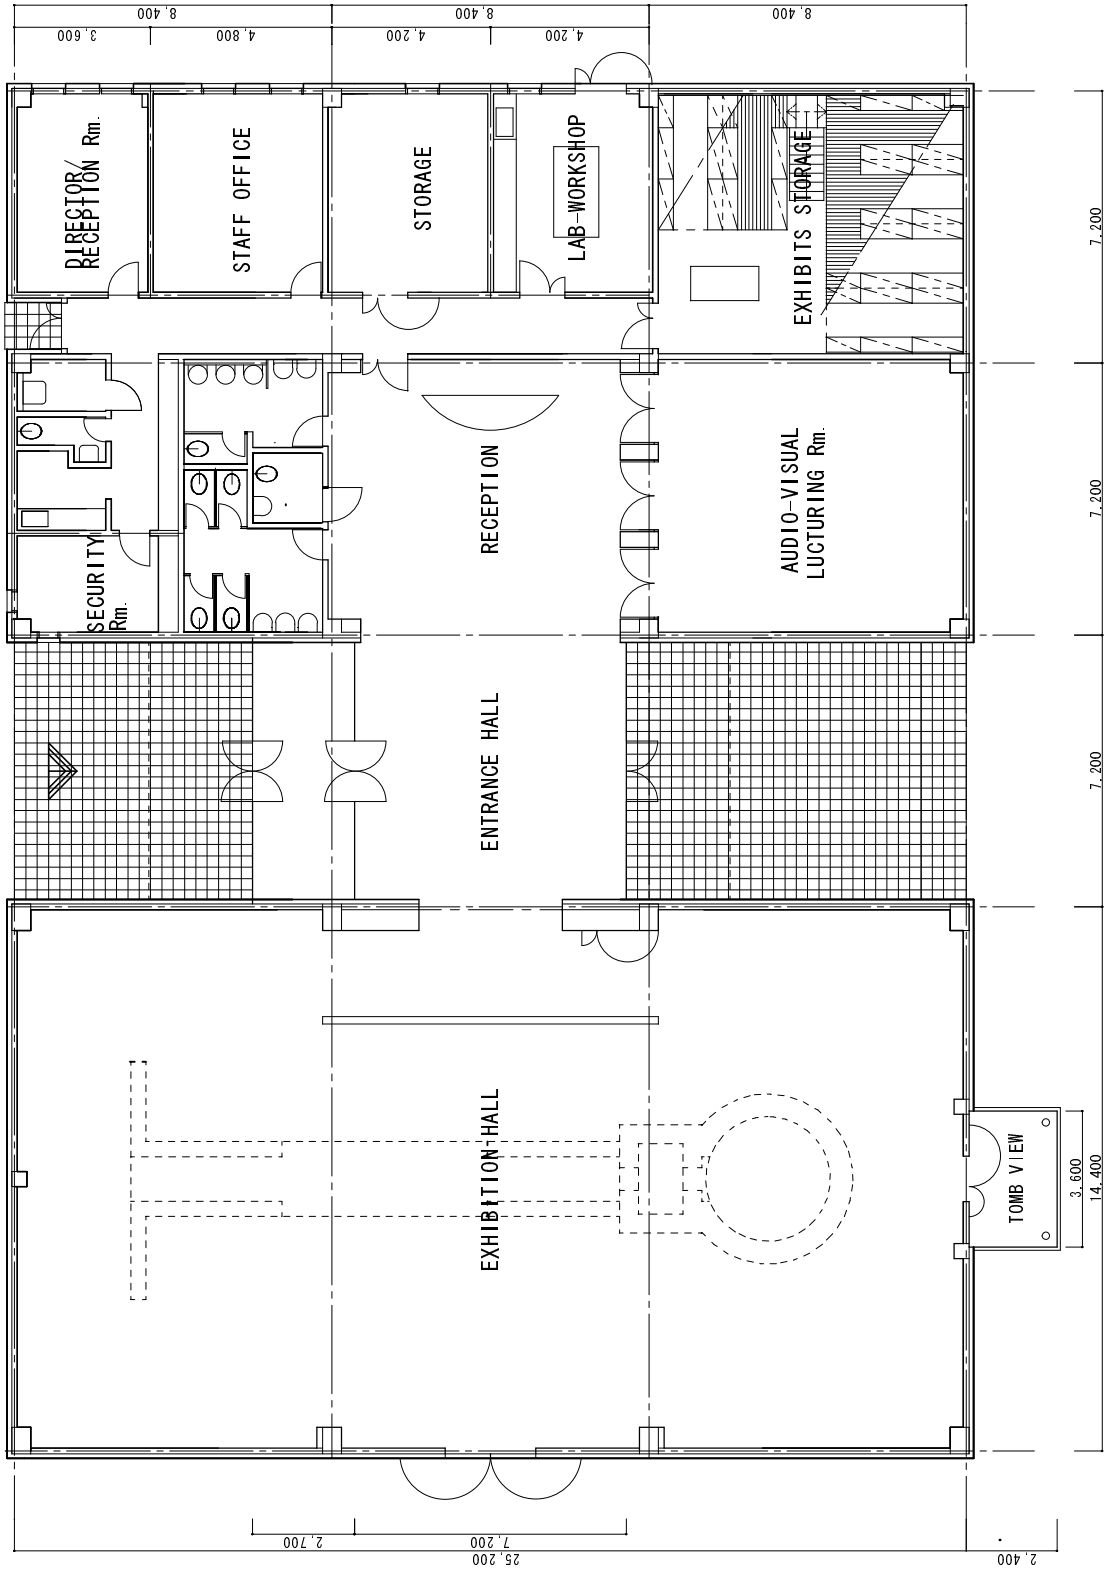 8,400
8,400
8,400
3,600
4,800
4,200
4,200
DIRECTOR/
RECEPTION Rm.
STAFF OFFICE
STORAGE
LAB-WORKSHOP
EXHIBITS STORAGE
7,200
SECURITY
Rm.
RECEPTION
AUDIO-VISUAL
LUCTURING Rm.
7,200
ENTRANCE HALL
7,200
EXHIBITION HALL
TOMB VIEW
3,600
14,400
2,700
7,200
25,200
2,400